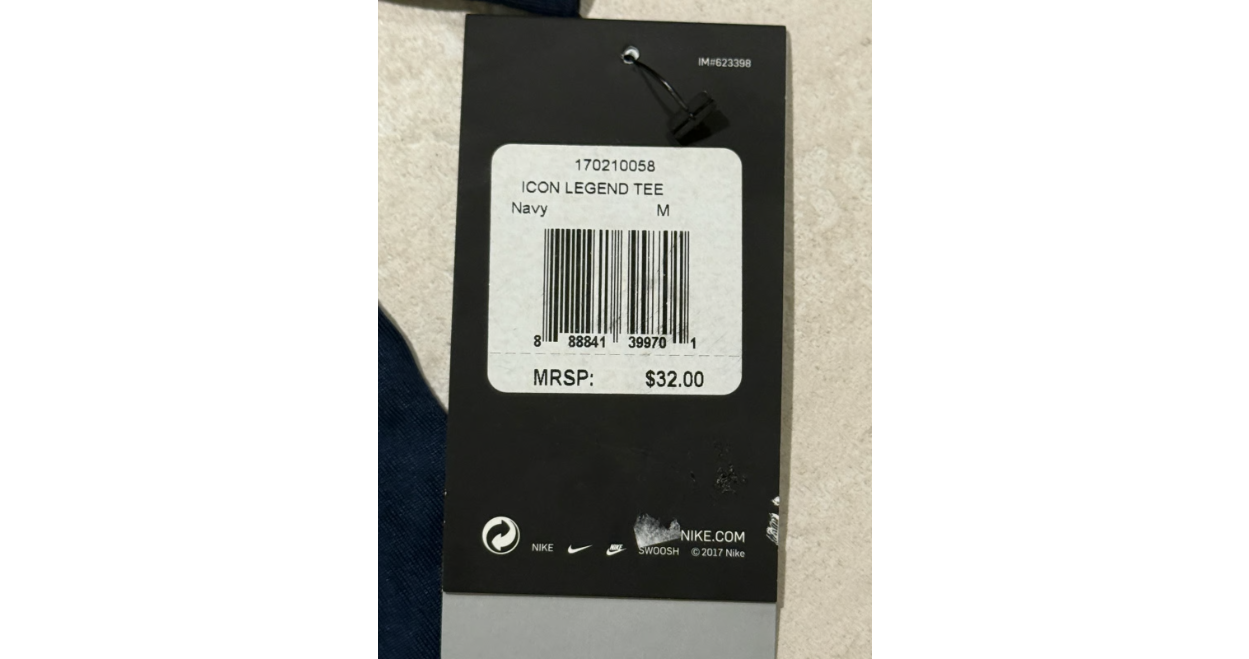 IM#623398
170210058
ICON LEGEND TEE
Navy M
8 88841 39970 1
MRSP: $32.00
NIKE.COM
NIKE NIKE SWOOSH © 2017 Nike